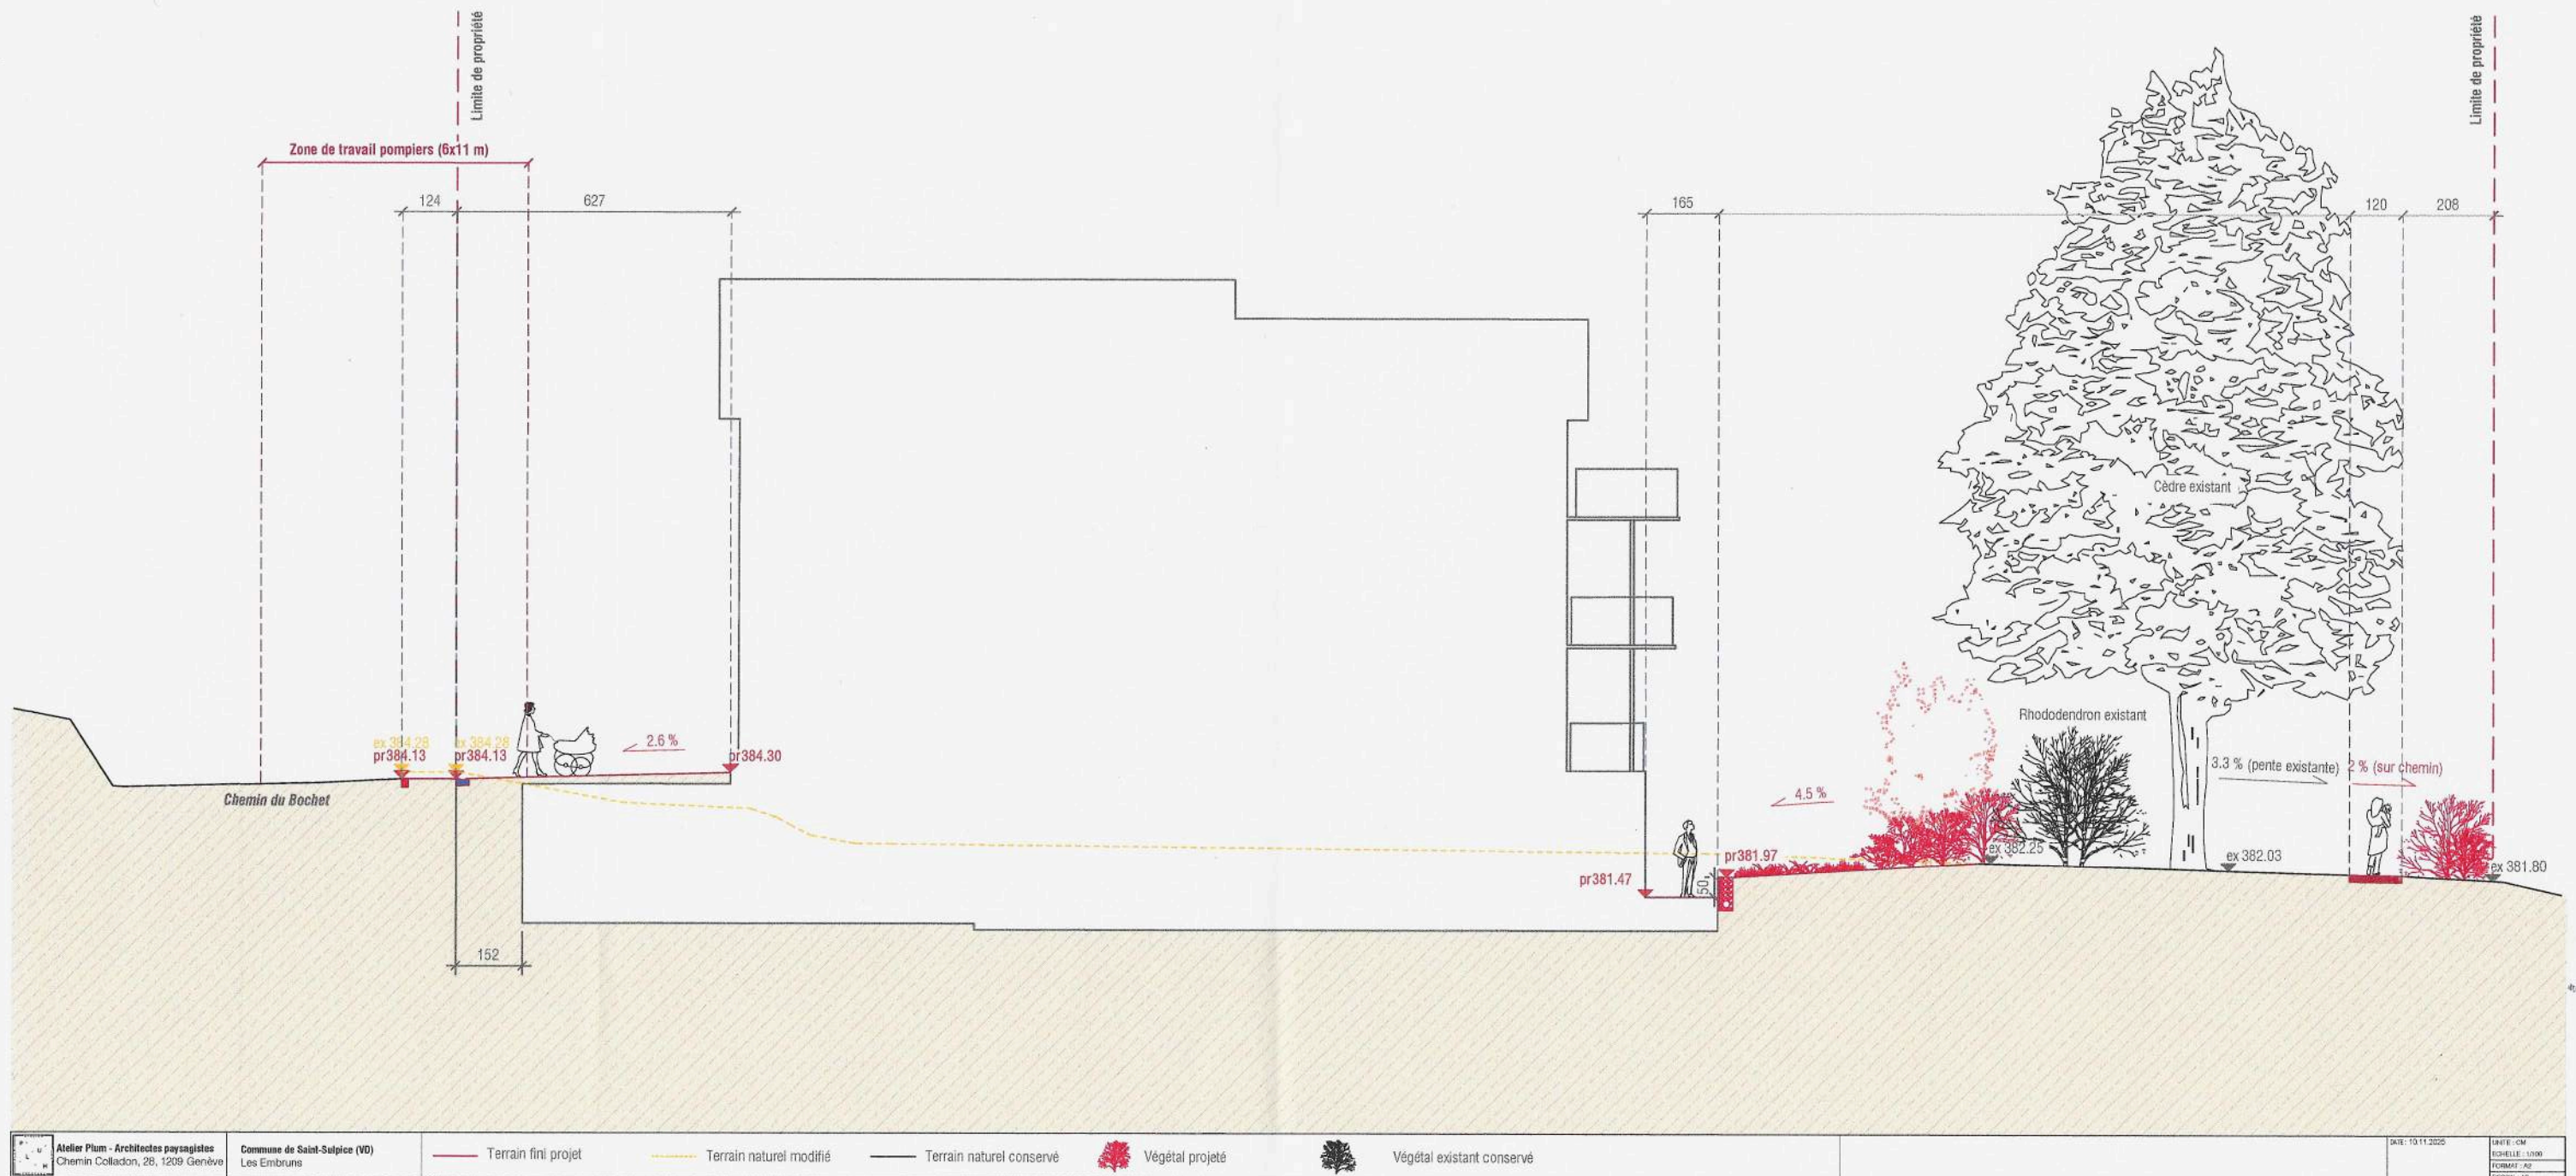 Limite de propriété
Limite de propriété
Zone de travail pompiers (6x11 m)
124
627
165
120
208
Cèdre existant
Rhododendron existant
ex 384.28
ex 384.28
pr384.13
pr384.13
2.6 %
pr384.30
3.3 % (pente existante)
2 % (sur chemin)
Chemin du Bochet
4.5 %
pr381.97
ex 382.25
ex 382.03
ex 381.80
pr381.47
50
152
Atelier Plum - Architectes paysagistes
Chemin Colladon, 28, 1209 Genève
Commune de Saint-Sulpice (VD)
Les Embruns
Terrain fini projet
Terrain naturel modifié
Terrain naturel conservé
Végétal projeté
Végétal existant conservé
DATE: 10.11.2025
UNITE : CM
ECHELLE : 1/100
FORMAT : A2